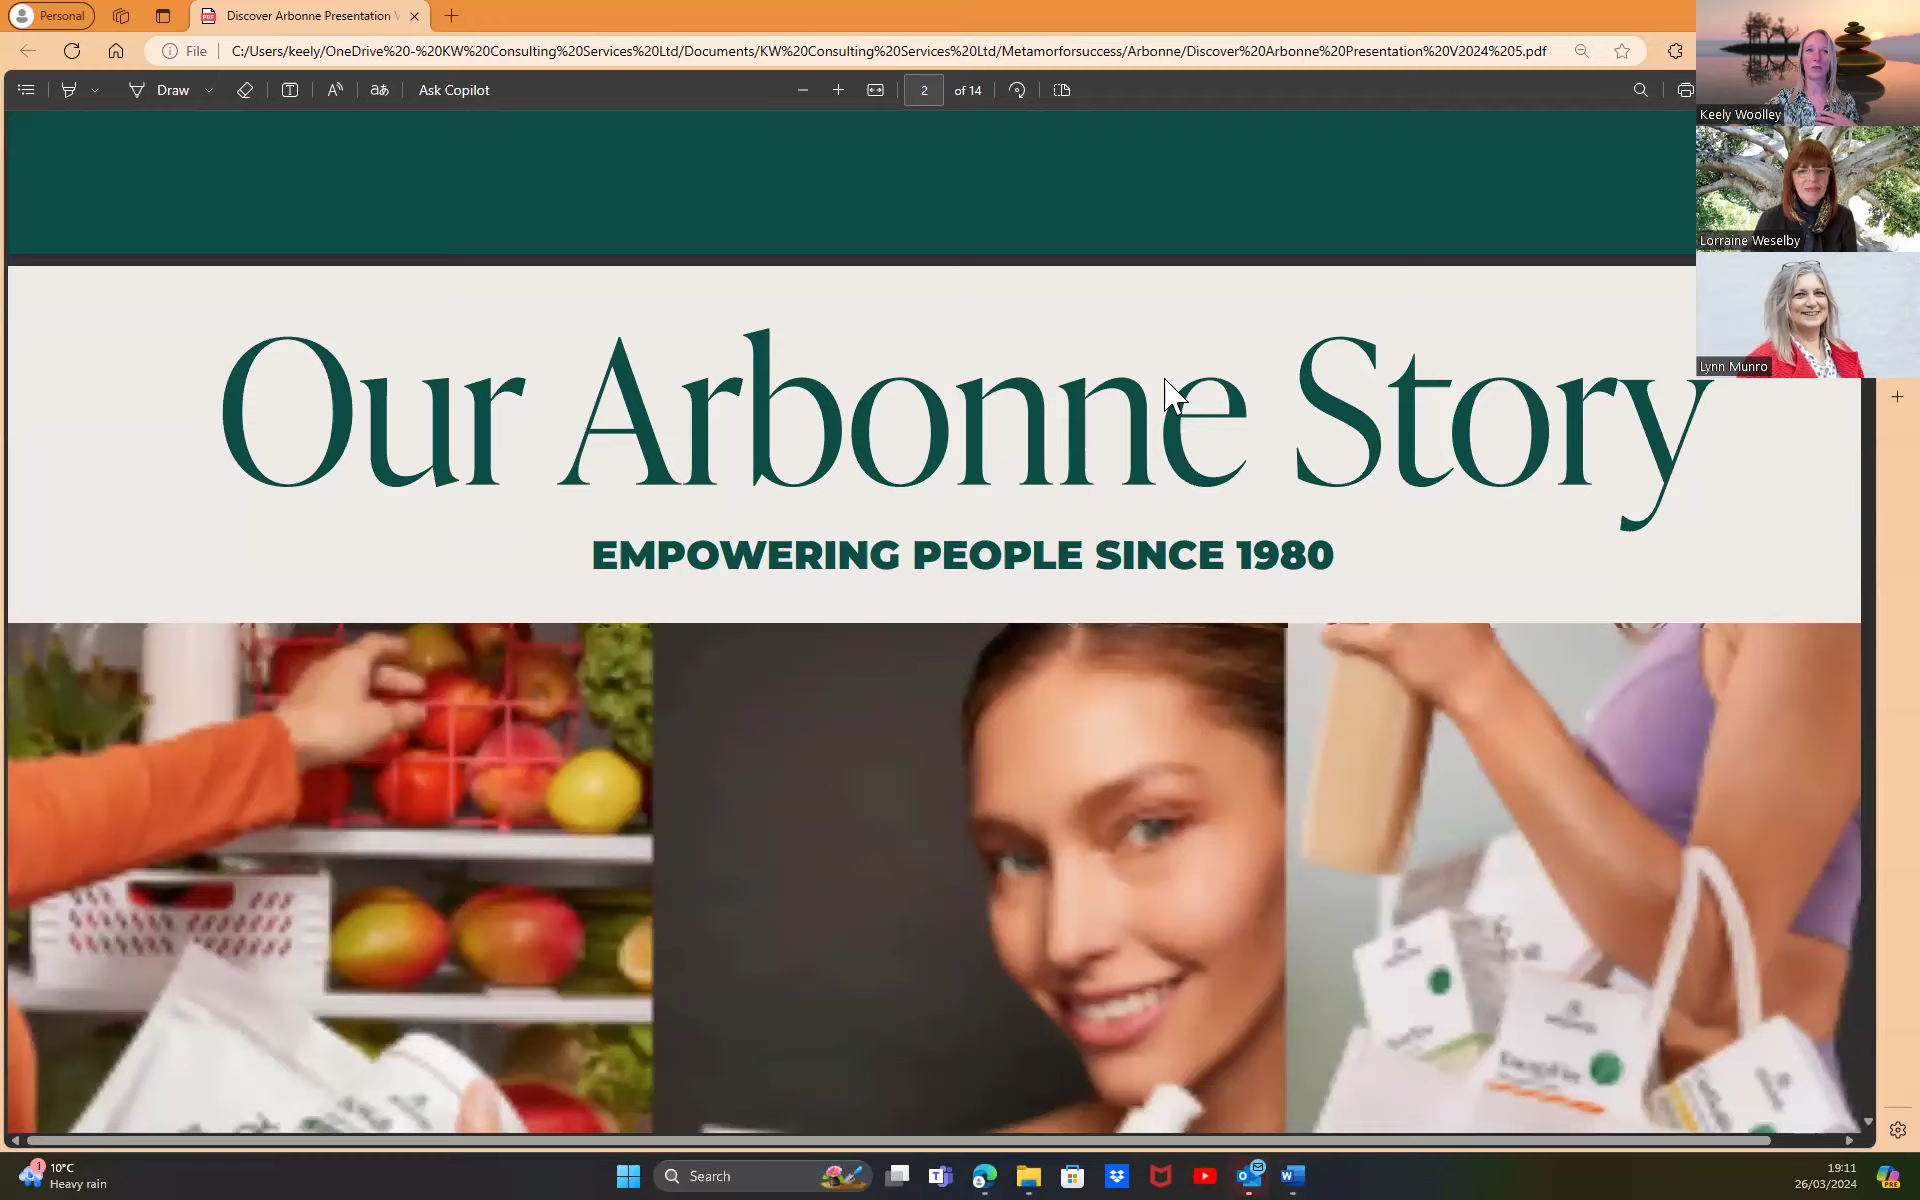 Personal
Discover Arbonne Presentation V
File
C:/Users/keely/OneDrive%20-%20KW%20Consulting%20Services%20Ltd/Documents/KW%20Consulting%20Services%20Ltd/Metamorforsuccess/Arbonne/Discover%20Arbonne%20Presentation%20V2024%205.pdf
Draw
Ask Copilot
2 of 14
Keely Woolley
Lorraine Weselby
Lynn Munro
Our Arbonne Story
EMPOWERING PEOPLE SINCE 1980
1
10°C
Heavy rain
Search
19:11
26/03/2024